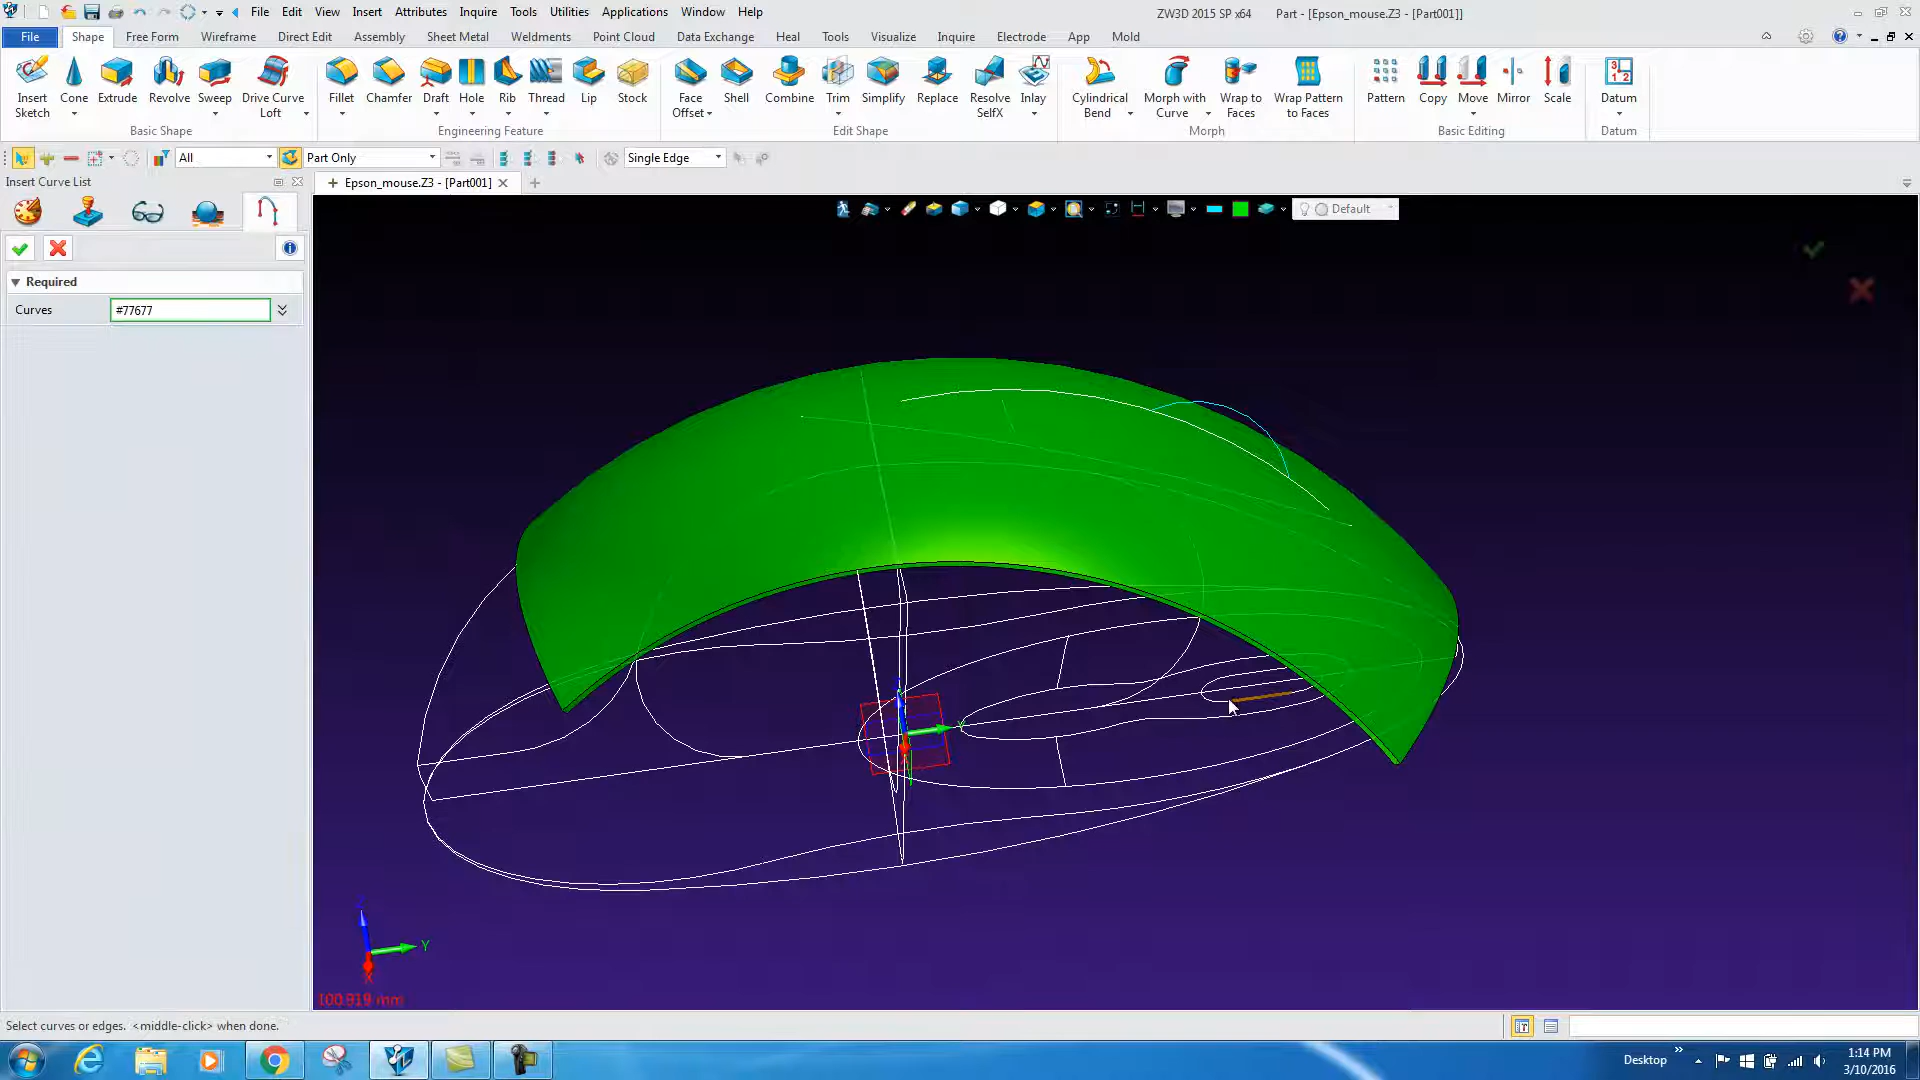 File Edit View Insert Attributes Inquire Tools Utilities Applications Window Help
ZW3D 2015 SP x64 Part - [Epson_mouse.Z3 - [Part001]]
File Shape Free Form Wireframe Direct Edit Assembly Sheet Metal Weldments Point Cloud Data Exchange Heal Tools Visualize Inquire Electrode App Mold
Insert Sketch Cone Extrude Revolve Sweep Drive Curve Loft Fillet Chamfer Draft Hole Rib Thread Lip Stock Face Offset Shell Combine Trim Simplify Replace Resolve SelfX Inlay Cylindrical Bend Morph with Curve Wrap to Faces Wrap Pattern to Faces Pattern Copy Move Mirror Scale Datum
Basic Shape Engineering Feature Edit Shape Morph Basic Editing Datum
All Part Only Single Edge
Insert Curve List
Epson_mouse.Z3 - [Part001]
Default
Required
Curves #77677
Z
Y
Z
Y
X
100.919 mm
Select curves or edges. <middle-click> when done.
Desktop
1:14 PM
3/10/2016